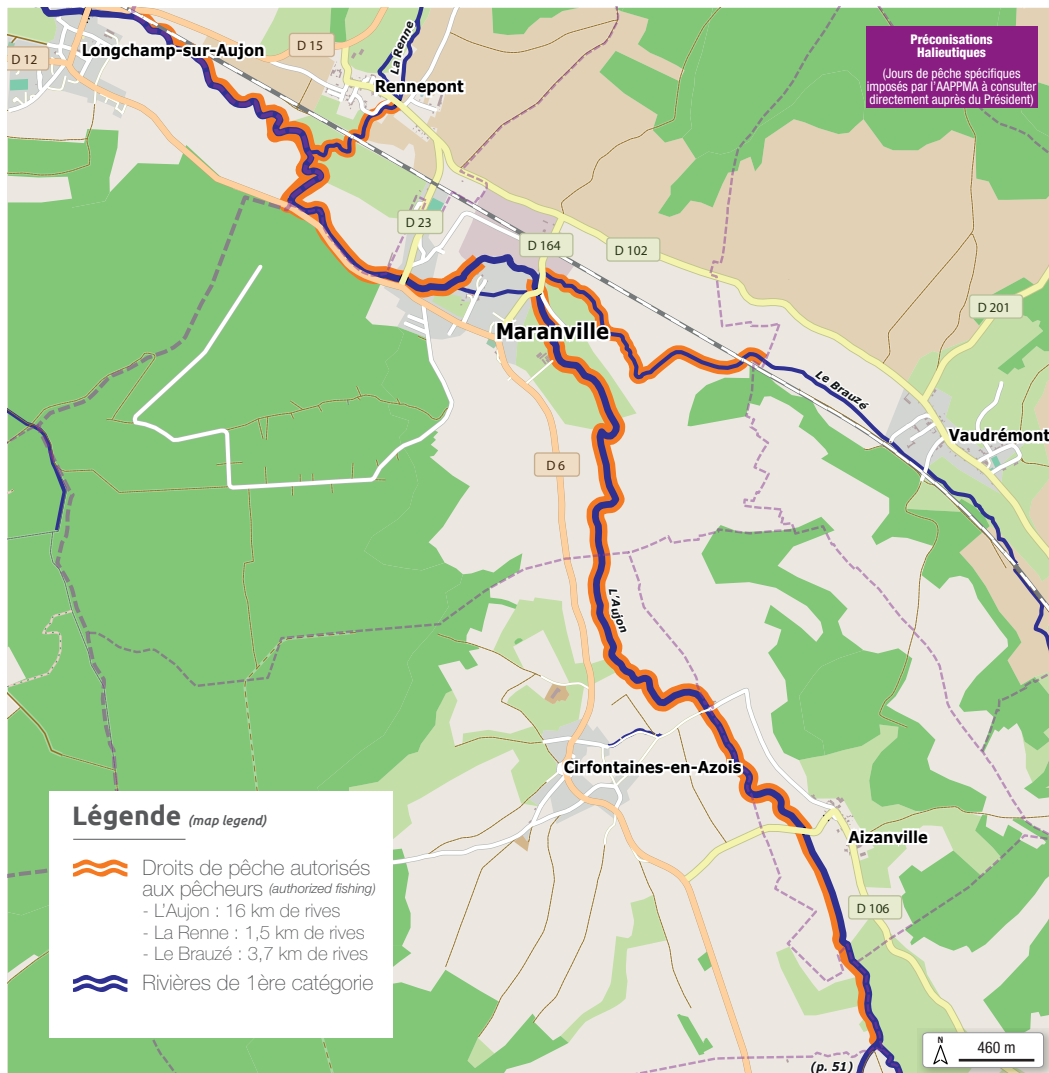 Préconisations
Halieutiques
(Jours de pêche spécifiques
imposés par l'AAPPMA à consulter
directement auprès du Président)
Longchamp-sur-Aujon
D 12
D 15
La Renne
Rennepont
D 23
D 164
D 102
D 201
Maranville
Le Brauzé
Vaudrémont
D 6
L'Aujon
Cirfontaines-en-Azois
Aizanville
D 106
Légende (map legend)
Droits de pêche autorisés
aux pêcheurs (authorized fishing)
- L'Aujon : 16 km de rives
- La Renne : 1,5 km de rives
- Le Brauzé : 3,7 km de rives
Rivières de 1ère catégorie
N
460 m
(p. 51)